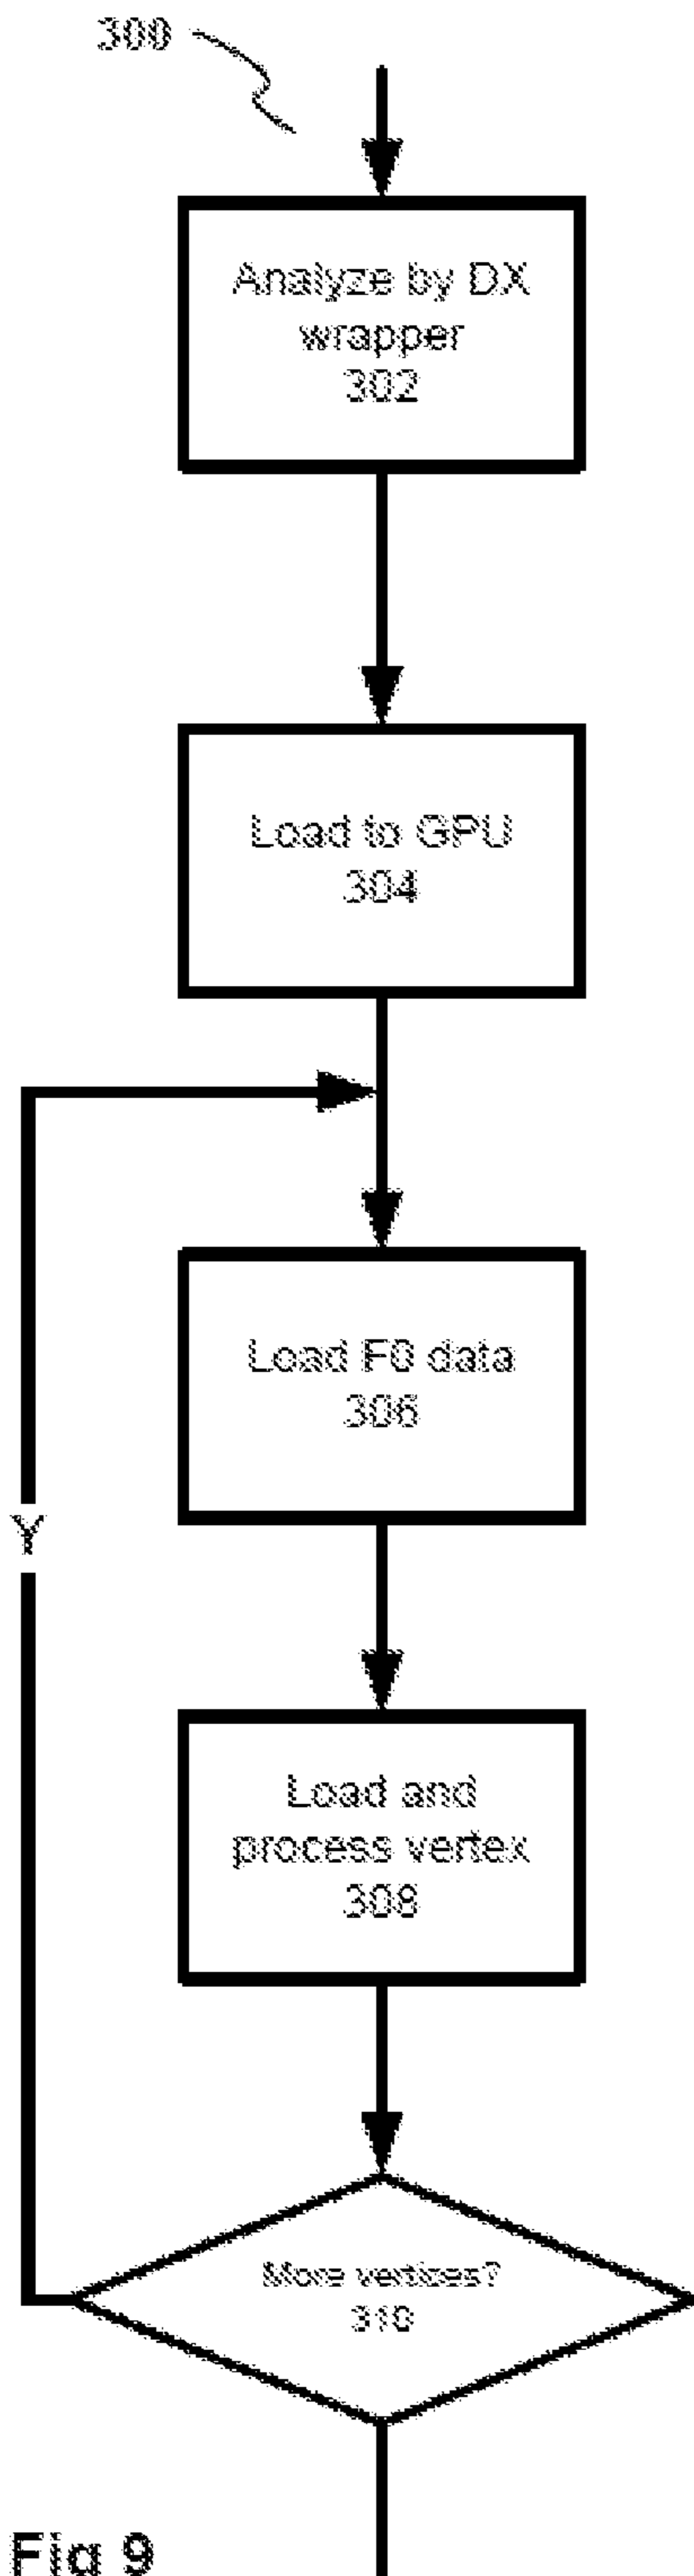 300
Analyze by DX
wrapper
302
Load to GPU
304
Load F0 data
306
Y
Load and
process vertex
308
More vertices?
310
Fig 9